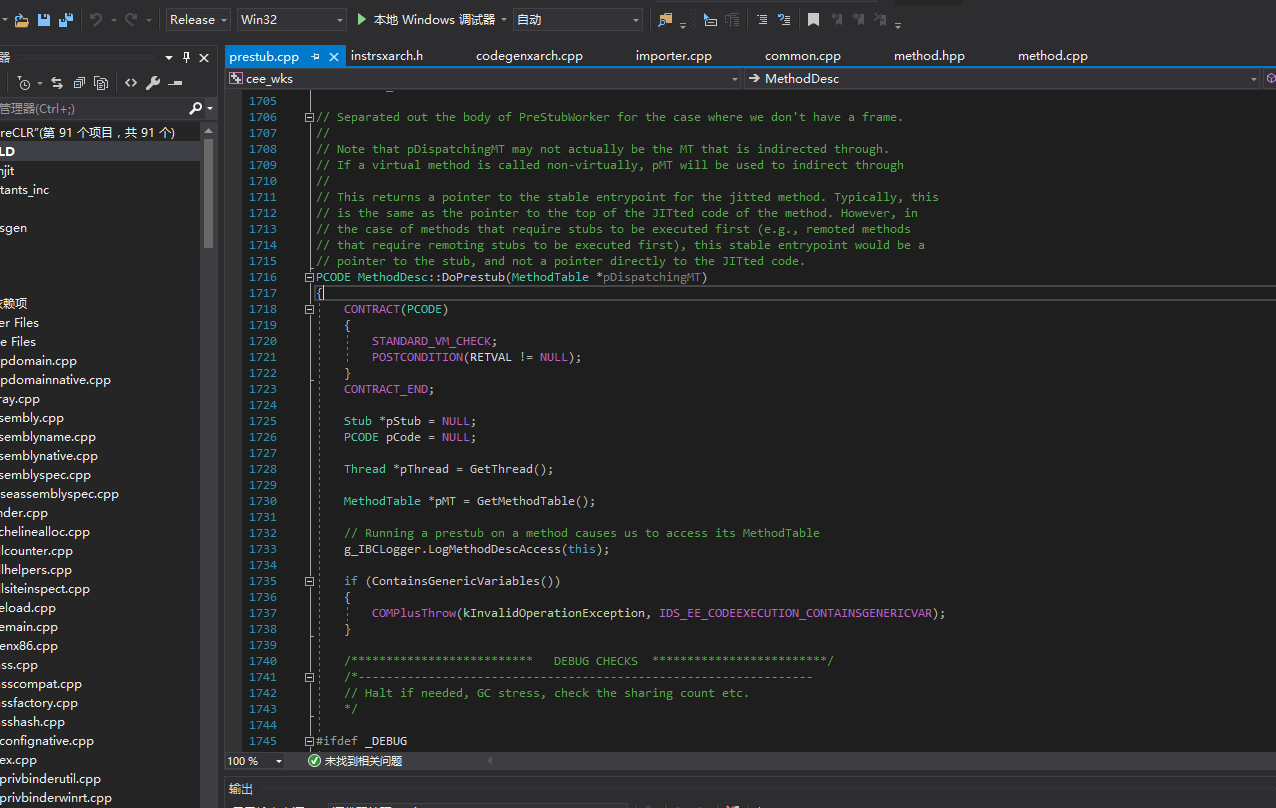 Release
Win32
本地 Windows 调试器
自动
器
prestub.cpp
instrsxarch.h
codegenxarch.cpp
importer.cpp
common.cpp
method.hpp
method.cpp
cee_wks
MethodDesc
管理器(Ctrl+;)
reCLR"(第 91 个项目，共 91 个)
LD
njit
tants_inc
sgen
依赖项
er Files
e Files
ppdomain.cpp
ppdomainnative.cpp
ray.cpp
sembly.cpp
semblyname.cpp
semblynative.cpp
semblyspec.cpp
seassemblyspec.cpp
nder.cpp
chelinealloc.cpp
llcounter.cpp
llhelpers.cpp
llsiteinspect.cpp
eload.cpp
emain.cpp
enx86.cpp
ass.cpp
asscompat.cpp
assfactory.cpp
asshash.cpp
confignative.cpp
ex.cpp
privbinderutil.cpp
privbinderwinrt.cpp
1705
1706 // Separated out the body of PreStubWorker for the case where we don't have a frame.
1707 //
1708 // Note that pDispatchingMT may not actually be the MT that is indirected through.
1709 // If a virtual method is called non-virtually, pMT will be used to indirect through
1710 //
1711 // This returns a pointer to the stable entrypoint for the jitted method. Typically, this
1712 // is the same as the pointer to the top of the JITted code of the method. However, in
1713 // the case of methods that require stubs to be executed first (e.g., remoted methods
1714 // that require remoting stubs to be executed first), this stable entrypoint would be a
1715 // pointer to the stub, and not a pointer directly to the JITted code.
1716 PCODE MethodDesc::DoPrestub(MethodTable *pDispatchingMT)
1717 {
1718 CONTRACT(PCODE)
1719 {
1720 STANDARD_VM_CHECK;
1721 POSTCONDITION(RETVAL != NULL);
1722 }
1723 CONTRACT_END;
1724
1725 Stub *pStub = NULL;
1726 PCODE pCode = NULL;
1727
1728 Thread *pThread = GetThread();
1729
1730 MethodTable *pMT = GetMethodTable();
1731
1732 // Running a prestub on a method causes us to access its MethodTable
1733 g_IBCLogger.LogMethodDescAccess(this);
1734
1735 if (ContainsGenericVariables())
1736 {
1737 COMPlusThrow(kInvalidOperationException, IDS_EE_CODEEXECUTION_CONTAINSGENERICVAR);
1738 }
1739
1740 /************************** DEBUG CHECKS *************************/
1741 /*-----------------------------------------------------------------
1742 // Halt if needed, GC stress, check the sharing count etc.
1743 */
1744
1745 #ifdef _DEBUG
100 %
未找到相关问题
输出